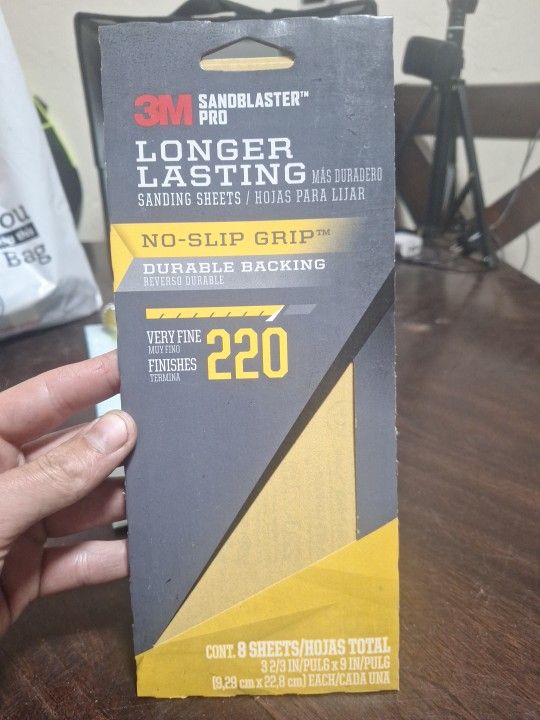 3M SANDBLASTER™
PRO
LONGER
LASTING MÁS DURADERO
SANDING SHEETS / HOJAS PARA LIJAR
NO-SLIP GRIP™
DURABLE BACKING
REVERSO DURABLE
VERY FINE
MUY FINO
FINISHES
TERMINA
220
CONT. 8 SHEETS/HOJAS TOTAL
3 2/3 IN/PULG x 9 IN/PULG
(9,29 cm x 22,8 cm) EACH/CADA UNA
ou
Bag